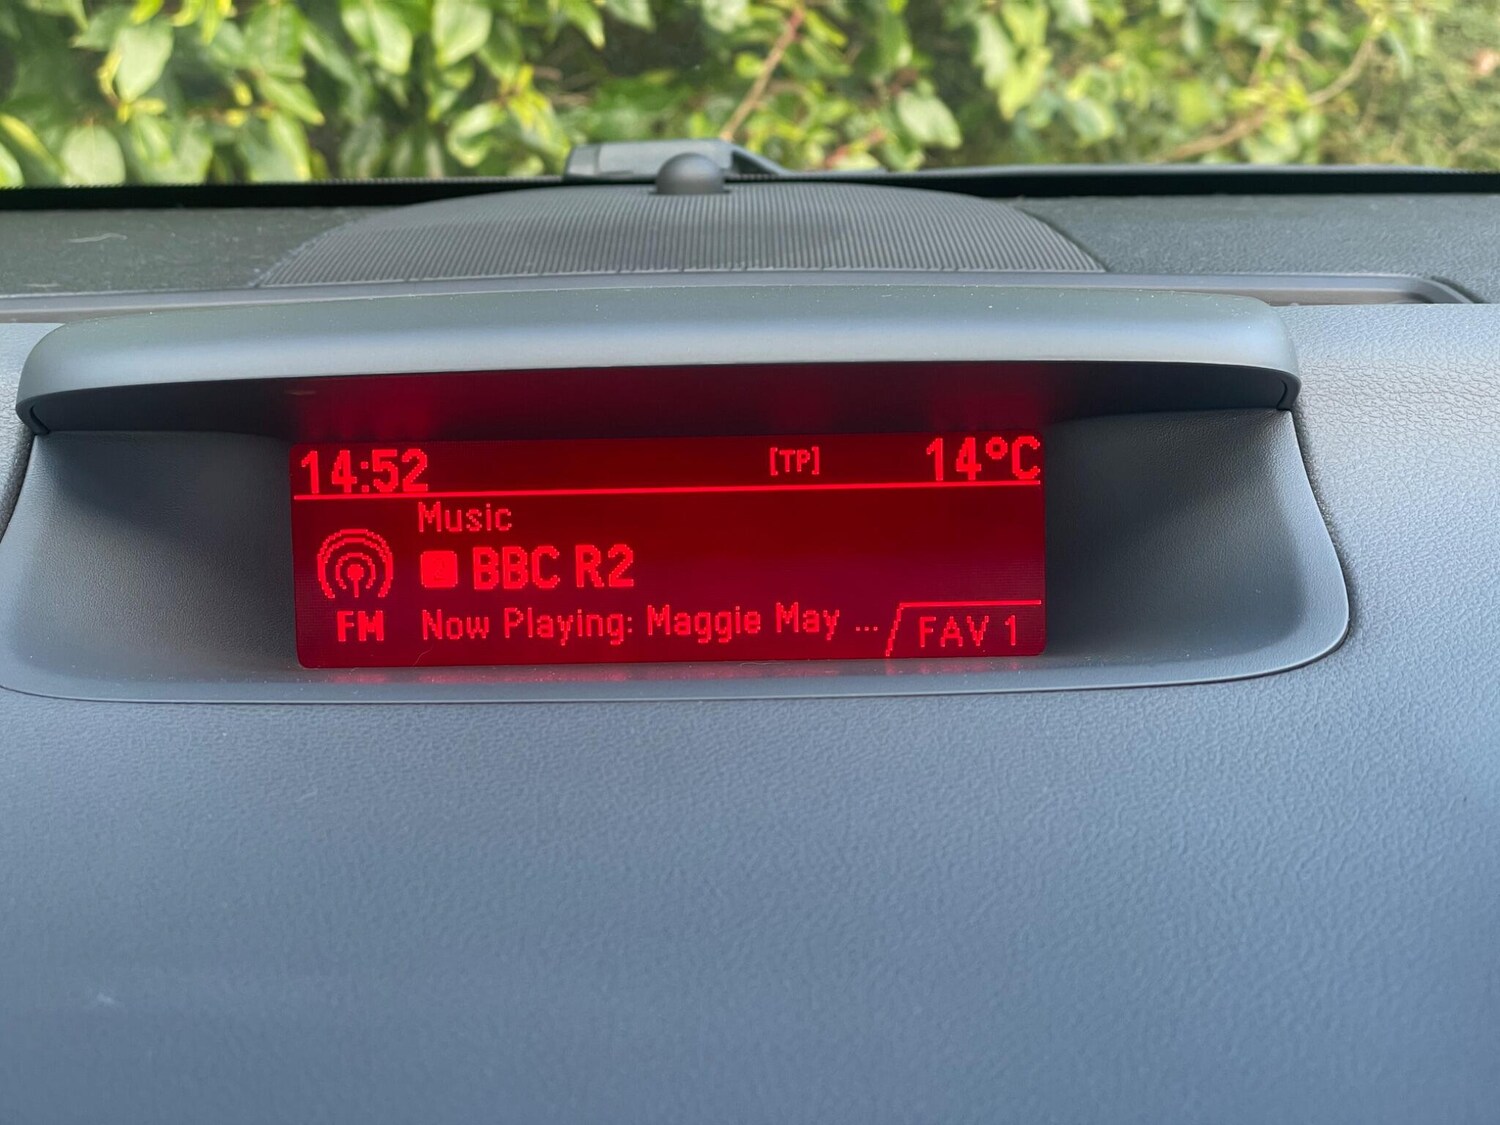 14:52 [TP] 14°C
Music
BBC R2
FM Now Playing: Maggie May ... FAV 1